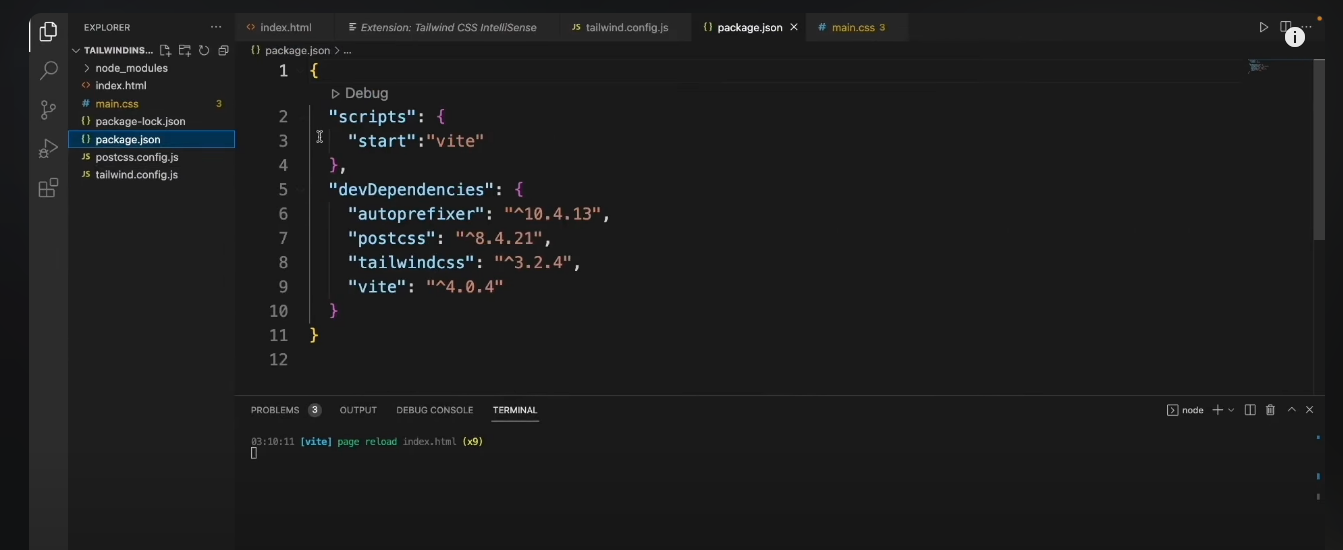 EXPLORER
TAILWINDINS...
node_modules
index.html
main.css 3
package-lock.json
package.json
postcss.config.js
tailwind.config.js
index.html
Extension: Tailwind CSS IntelliSense
tailwind.config.js
package.json
main.css 3
package.json > ...
1 {
Debug
2 "scripts": {
3 "start":"vite"
4 },
5 "devDependencies": {
6 "autoprefixer": "^10.4.13",
7 "postcss": "^8.4.21",
8 "tailwindcss": "^3.2.4",
9 "vite": "^4.0.4"
10 }
11 }
12
PROBLEMS 3 OUTPUT DEBUG CONSOLE TERMINAL
node
03:10:11 [vite] page reload index.html (x9)